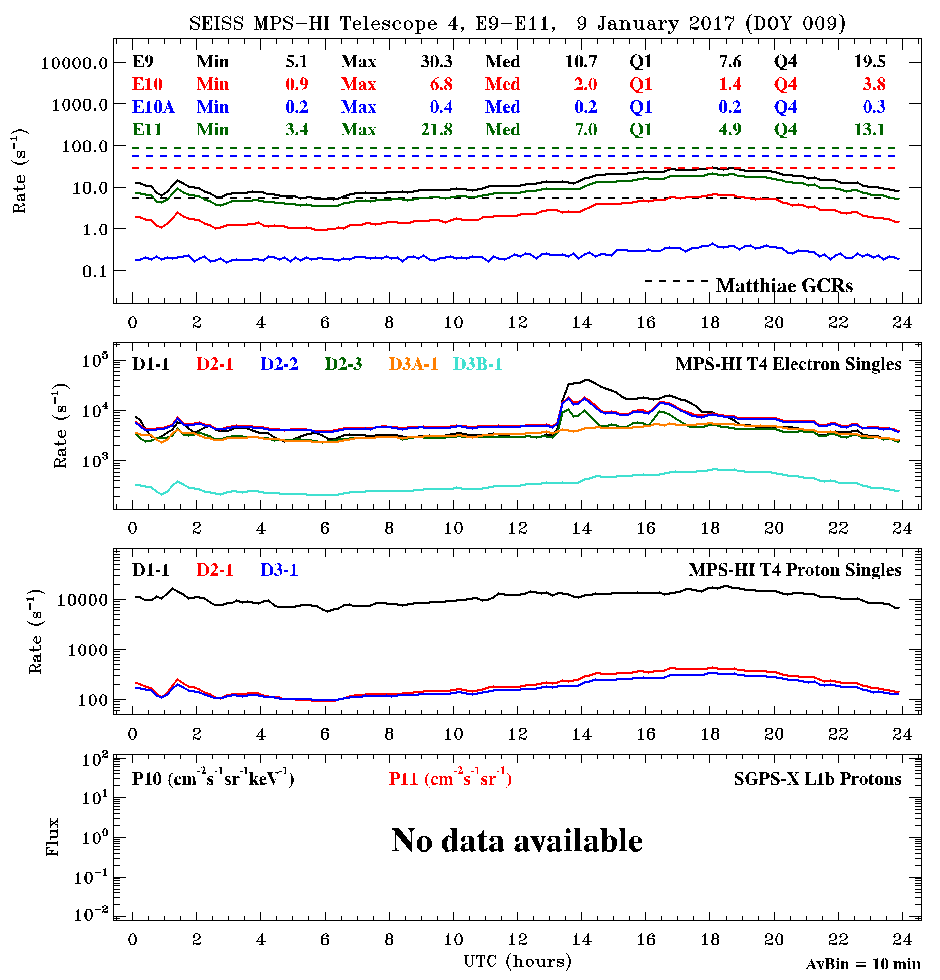 SEISS MPS-HI Telescope 4, E9-E11, 9 January 2017 (DOY 009)
E9 Min 5.1 Max 30.3 Med 10.7 Q1 7.6 Q4 19.5
E10 Min 0.9 Max 6.8 Med 2.0 Q1 1.4 Q4 3.8
E10A Min 0.2 Max 0.4 Med 0.2 Q1 0.2 Q4 0.3
E11 Min 3.4 Max 21.8 Med 7.0 Q1 4.9 Q4 13.1
10000.0
1000.0
100.0
10.0
1.0
0.1
Rate (s⁻¹)
Matthiae GCRs
0 2 4 6 8 10 12 14 16 18 20 22 24
D1-1 D2-1 D2-2 D2-3 D3A-1 D3B-1 MPS-HI T4 Electron Singles
10⁵
10⁴
10³
Rate (s⁻¹)
0 2 4 6 8 10 12 14 16 18 20 22 24
D1-1 D2-1 D3-1 MPS-HI T4 Proton Singles
10000
1000
100
Rate (s⁻¹)
0 2 4 6 8 10 12 14 16 18 20 22 24
P10 (cm⁻²s⁻¹sr⁻¹keV⁻¹) P11 (cm⁻²s⁻¹sr⁻¹) SGPS-X L1b Protons
10²
10¹
10⁰
10⁻¹
10⁻²
Flux
No data available
0 2 4 6 8 10 12 14 16 18 20 22 24
UTC (hours)
AvBin = 10 min